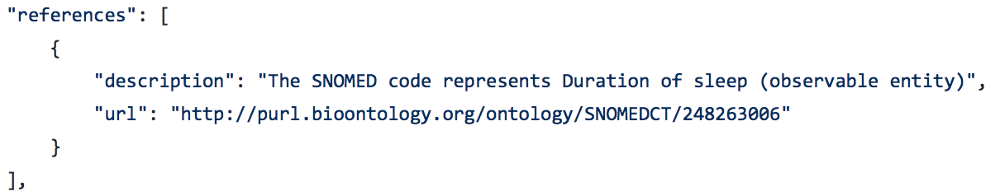 "references": [
{
"description": "The SNOMED code represents Duration of sleep (observable entity)",
"url": "http://purl.bioontology.org/ontology/SNOMEDCT/248263006"
}
],